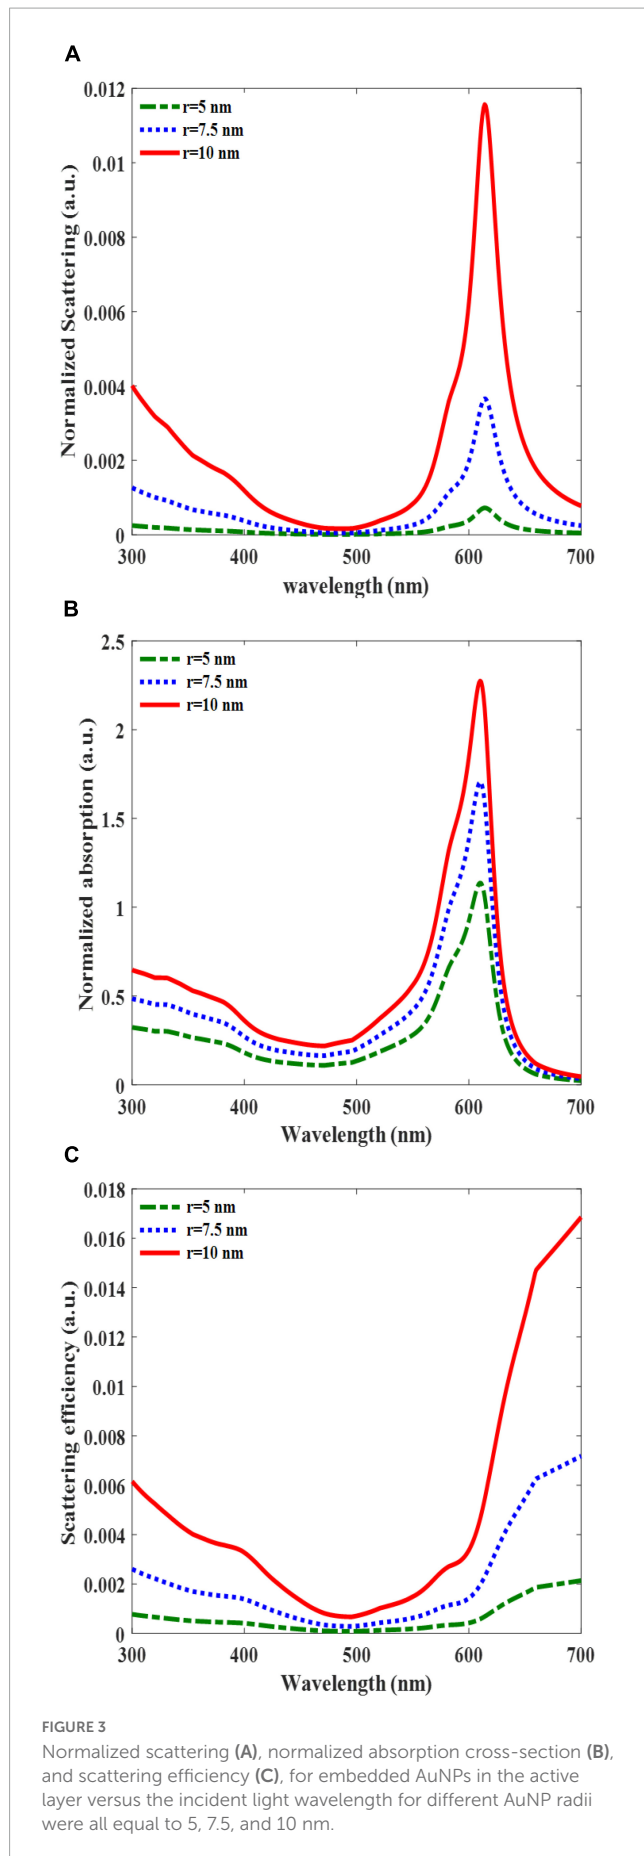 A
0.012
0.01
0.008
0.006
0.004
0.002
0
Normalized Scattering (a.u.)
r=5 nm
r=7.5 nm
r=10 nm
300 400 500 600 700
wavelength (nm)
B
2.5
2
1.5
1
0.5
0
Normalized absorption (a.u.)
r=5 nm
r=7.5 nm
r=10 nm
300 400 500 600 700
Wavelength (nm)
C
0.018
0.016
0.014
0.012
0.01
0.008
0.006
0.004
0.002
0
Scattering efficiency (a.u.)
r=5 nm
r=7.5 nm
r=10 nm
300 400 500 600 700
Wavelength (nm)
FIGURE 3
Normalized scattering (A), normalized absorption cross-section (B),
and scattering efficiency (C), for embedded AuNPs in the active
layer versus the incident light wavelength for different AuNP radii
were all equal to 5, 7.5, and 10 nm.